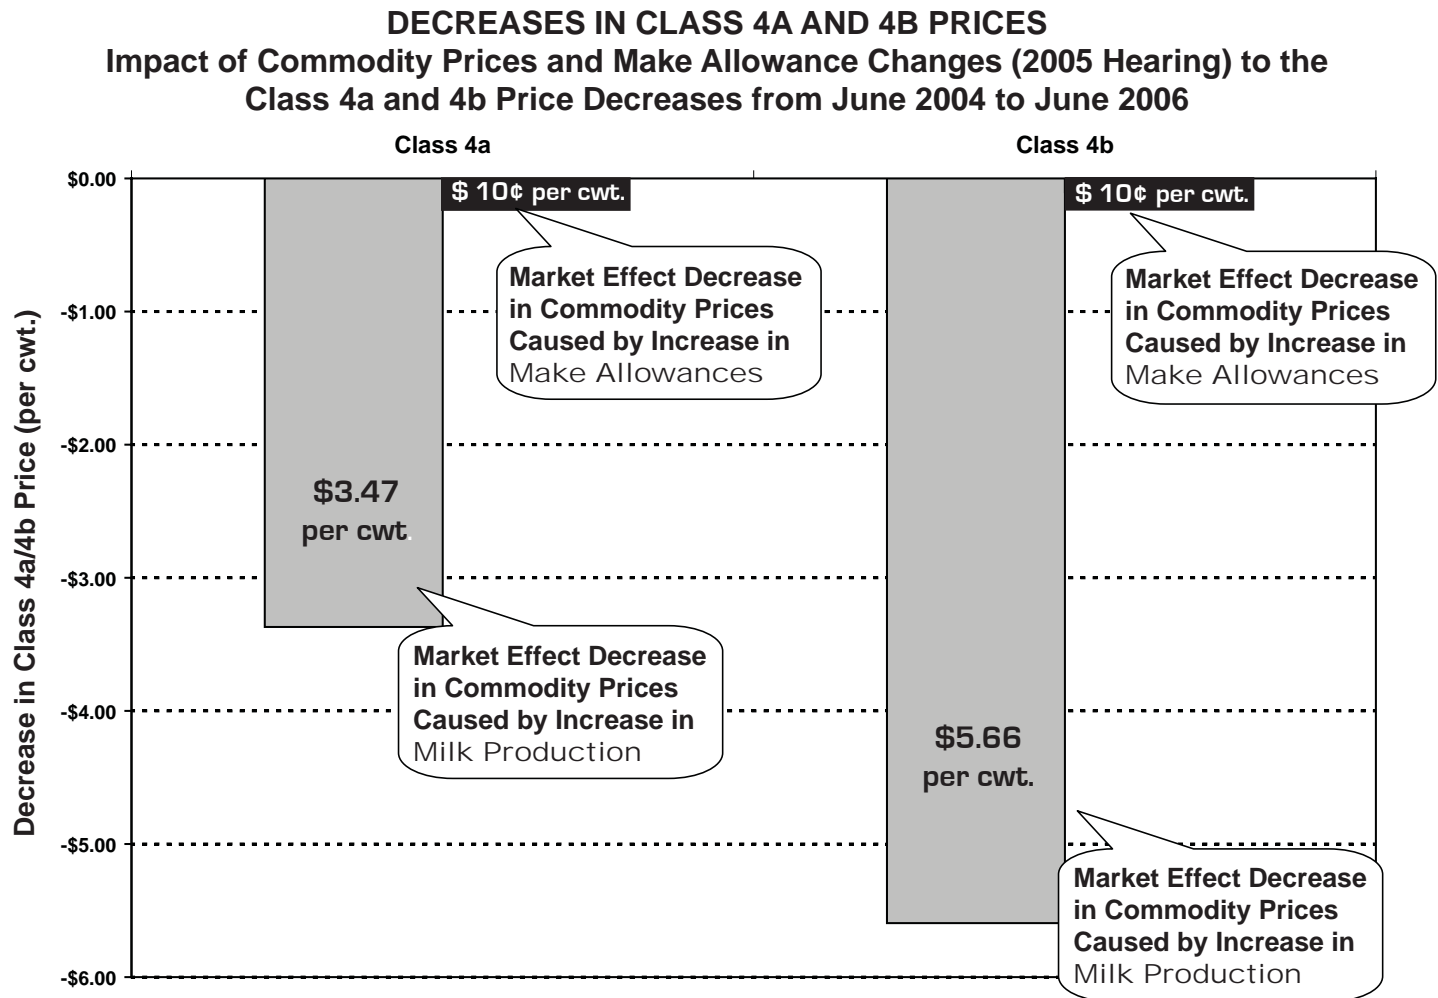 DECREASES IN CLASS 4A AND 4B PRICES
Impact of Commodity Prices and Make Allowance Changes (2005 Hearing) to the
Class 4a and 4b Price Decreases from June 2004 to June 2006
Class 4a
Class 4b
Decrease in Class 4a/4b Price (per cwt.)
$0.00
-$1.00
-$2.00
-$3.00
-$4.00
-$5.00
-$6.00
$ 10¢ per cwt.
Market Effect Decrease
in Commodity Prices
Caused by Increase in
Make Allowances
$3.47
per cwt.
Market Effect Decrease
in Commodity Prices
Caused by Increase in
Milk Production
$ 10¢ per cwt.
Market Effect Decrease
in Commodity Prices
Caused by Increase in
Make Allowances
$5.66
per cwt.
Market Effect Decrease
in Commodity Prices
Caused by Increase in
Milk Production